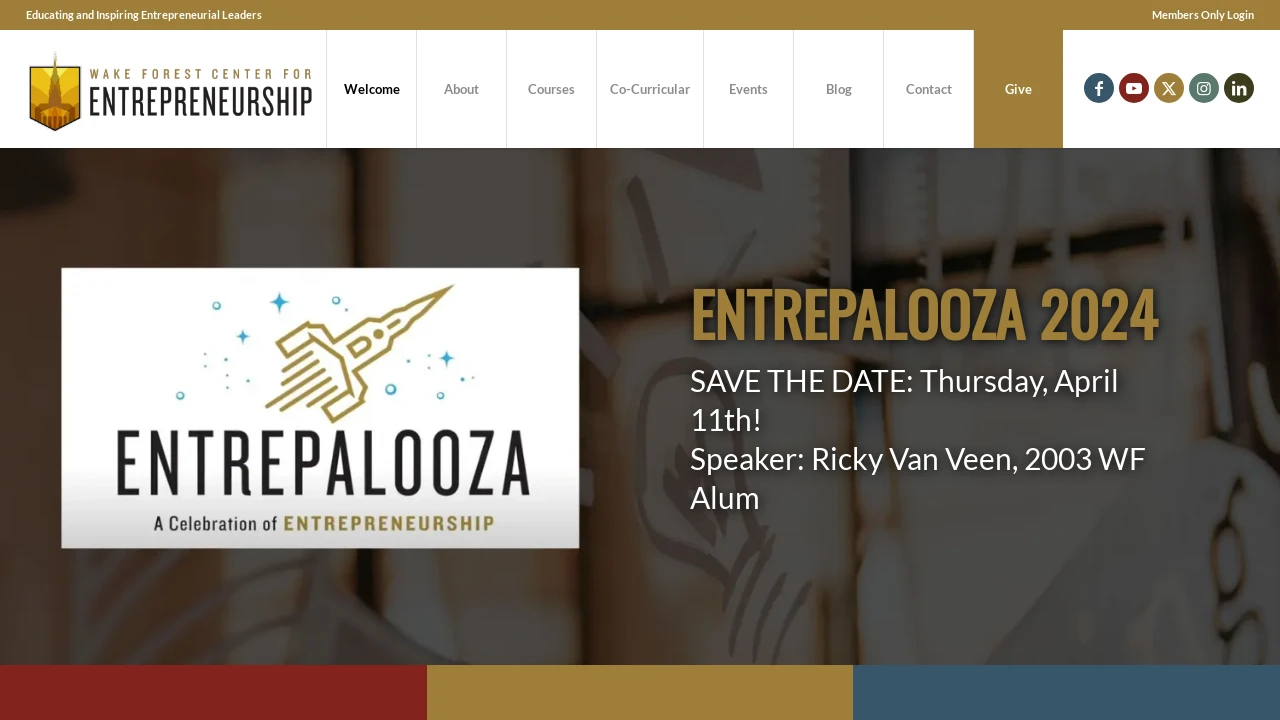 Educating and Inspiring Entrepreneurial Leaders
Members Only Login
WAKE FOREST CENTER FOR
ENTREPRENEURSHIP
Welcome
About
Courses
Co-Curricular
Events
Blog
Contact
Give
ENTREPALOOZA
A Celebration of ENTREPRENEURSHIP
ENTREPALOOZA 2024
SAVE THE DATE: Thursday, April
11th!
Speaker: Ricky Van Veen, 2003 WF
Alum